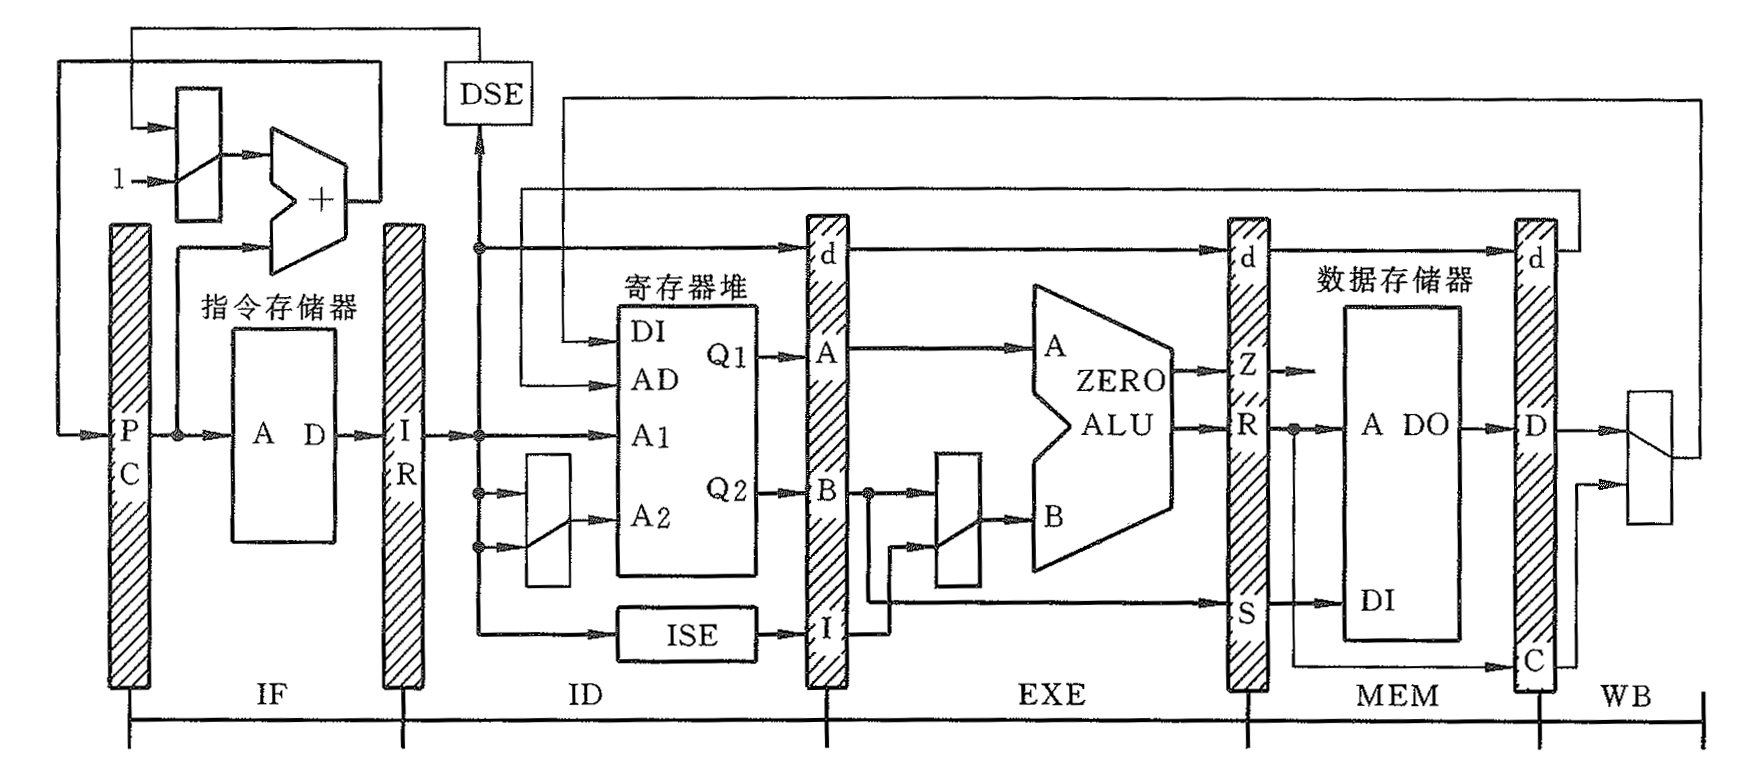 DSE
1
+
d
d
d
指令存储器
寄存器堆
数据存储器
DI
Q1
A
A
Z
AD
ZERO
P
C
A
D
I
R
A1
ALU
R
A
DO
D
Q2
B
A2
B
DI
S
ISE
I
C
IF
ID
EXE
MEM
WB